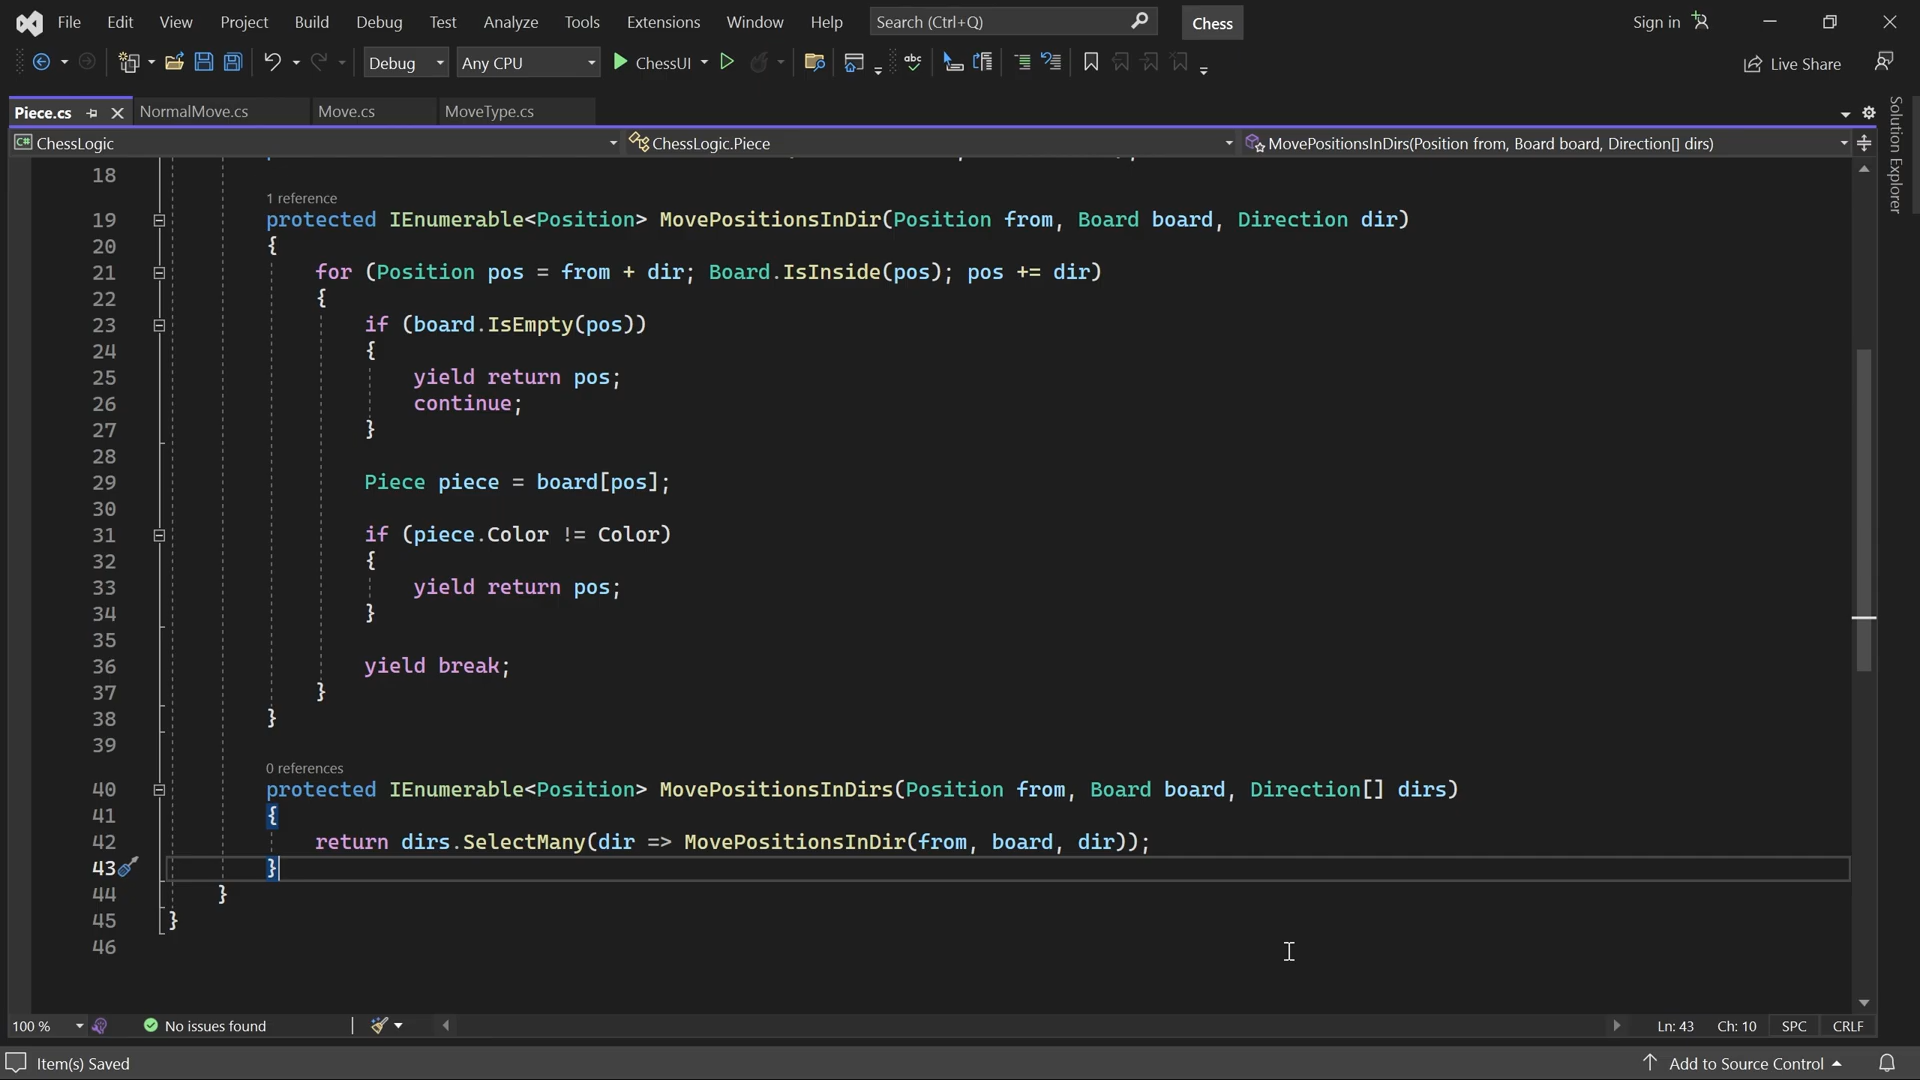 File Edit View Project Build Debug Test Analyze Tools Extensions Window Help Search (Ctrl+Q) Chess Sign in
Debug Any CPU ChessUI abc Live Share
Piece.cs NormalMove.cs Move.cs MoveType.cs
C# ChessLogic ChessLogic.Piece MovePositionsInDirs(Position from, Board board, Direction[] dirs)
Solution Explorer
18
1 reference
19 protected IEnumerable<Position> MovePositionsInDir(Position from, Board board, Direction dir)
20 {
21 for (Position pos = from + dir; Board.IsInside(pos); pos += dir)
22 {
23 if (board.IsEmpty(pos))
24 {
25 yield return pos;
26 continue;
27 }
28
29 Piece piece = board[pos];
30
31 if (piece.Color != Color)
32 {
33 yield return pos;
34 }
35
36 yield break;
37 }
38 }
39
0 references
40 protected IEnumerable<Position> MovePositionsInDirs(Position from, Board board, Direction[] dirs)
41 {
42 return dirs.SelectMany(dir => MovePositionsInDir(from, board, dir));
43 }
44 }
45 }
46
100 % No issues found Ln: 43 Ch: 10 SPC CRLF
Item(s) Saved Add to Source Control